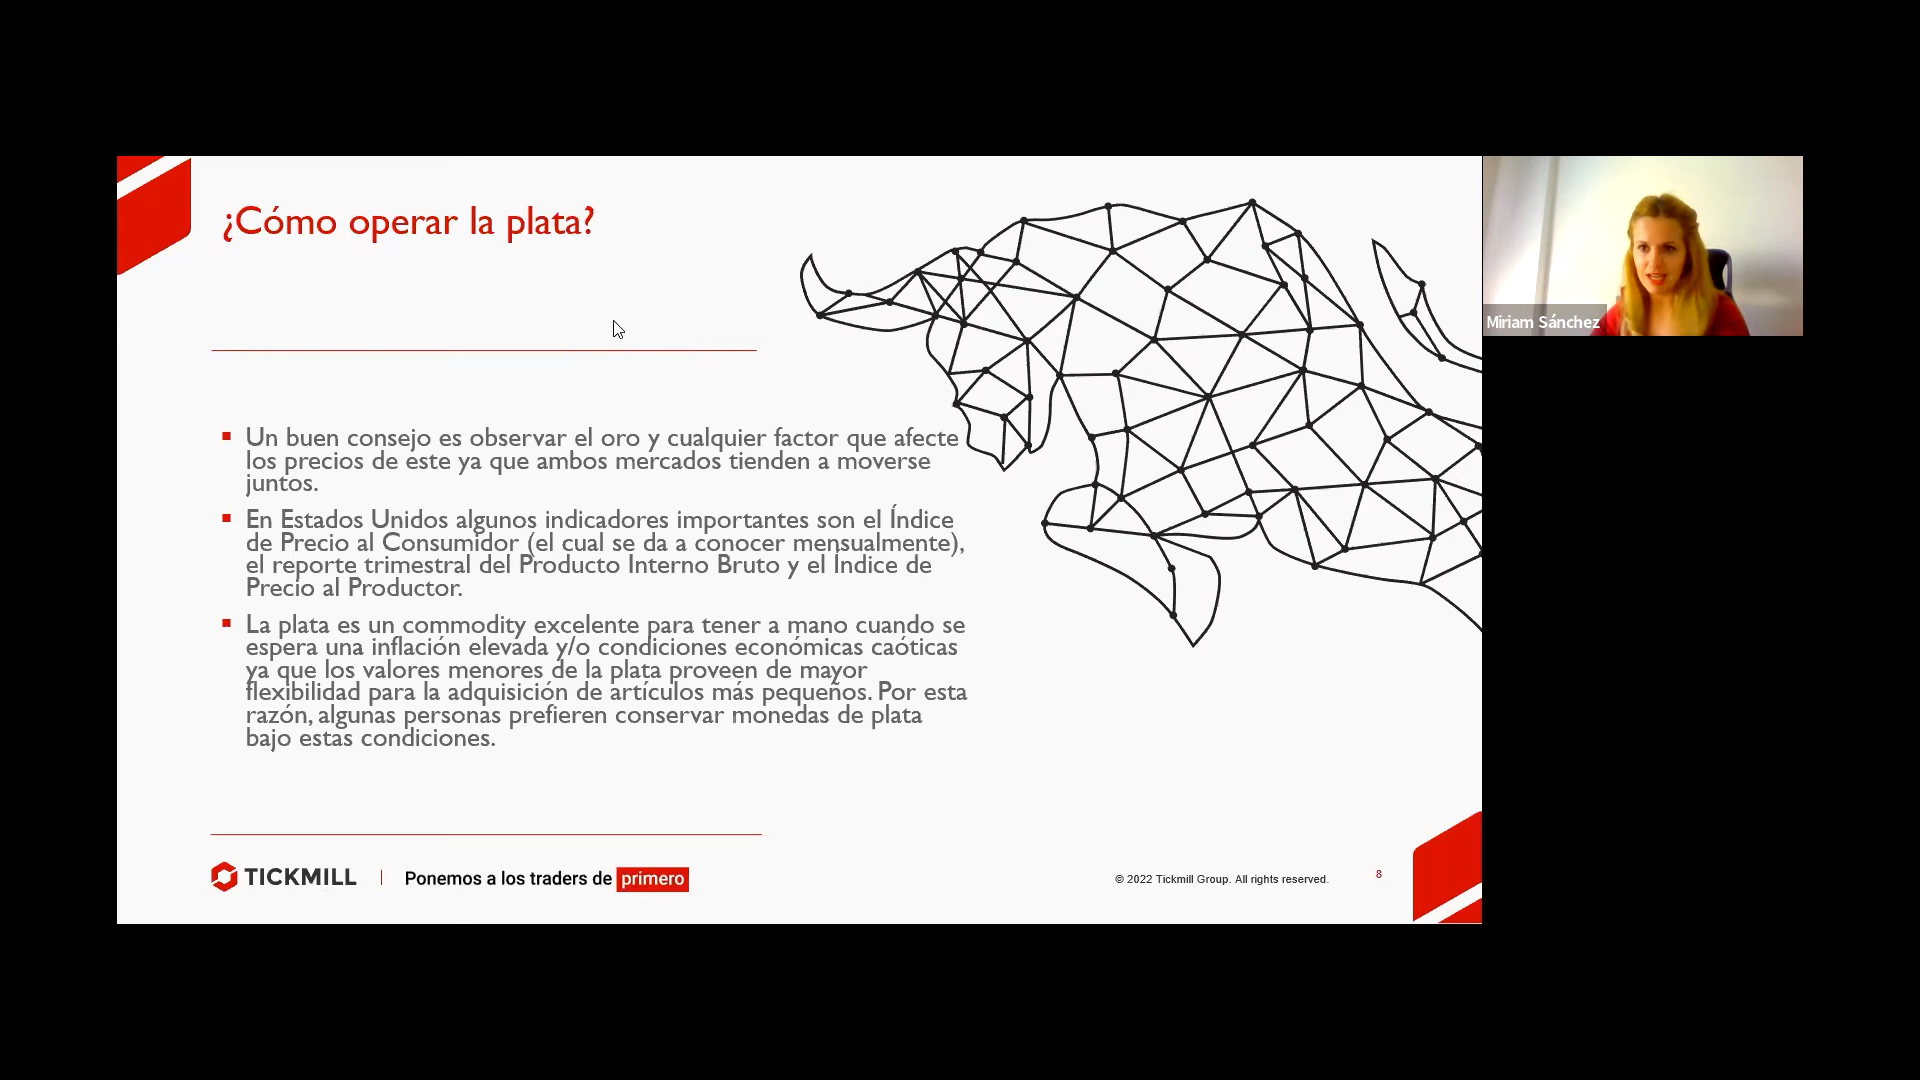 ¿Cómo operar la plata?
Miriam Sánchez
Un buen consejo es observar el oro y cualquier factor que afecte
los precios de este ya que ambos mercados tienden a moverse
juntos.
En Estados Unidos algunos indicadores importantes son el Índice
de Precio al Consumidor (el cual se da a conocer mensualmente),
el reporte trimestral del Producto Interno Bruto y el Índice de
Precio al Productor.
La plata es un commodity excelente para tener a mano cuando se
espera una inflación elevada y/o condiciones económicas caóticas
ya que los valores menores de la plata proveen de mayor
flexibilidad para la adquisición de artículos más pequeños. Por esta
razón, algunas personas prefieren conservar monedas de plata
bajo estas condiciones.
TICKMILL | Ponemos a los traders de primero
© 2022 Tickmill Group. All rights reserved.
8